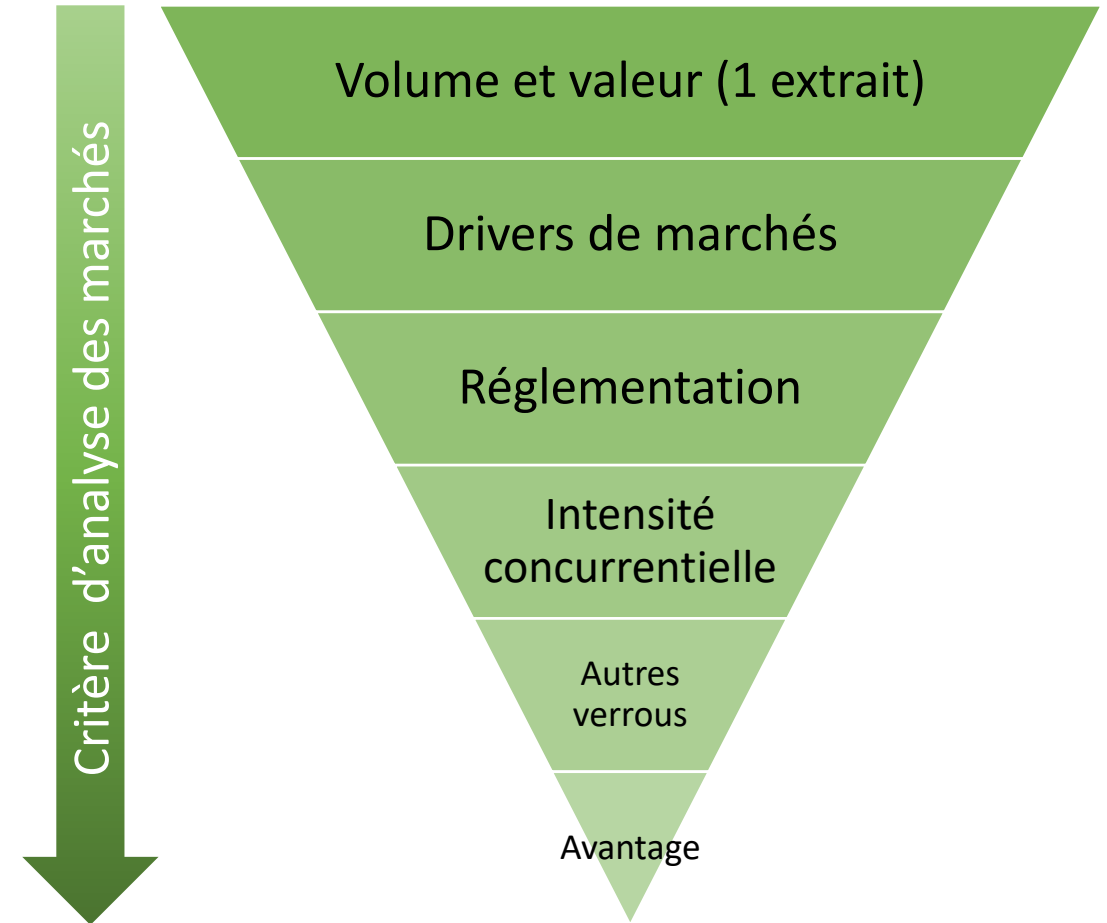 Critère d'analyse des marchés
Volume et valeur (1 extrait)
Drivers de marchés
Réglementation
Intensité
concurrentielle
Autres
verrous
Avantage